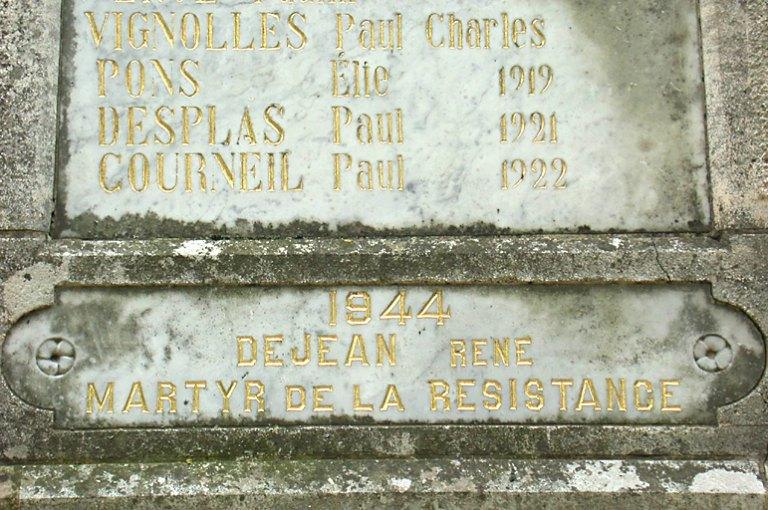 VIGNOLLES Paul Charles
PONS Élie 1919
DESPLAS Paul 1921
COURNEIL Paul 1922
1944
DEJEAN RENE
MARTYR DE LA RESISTANCE